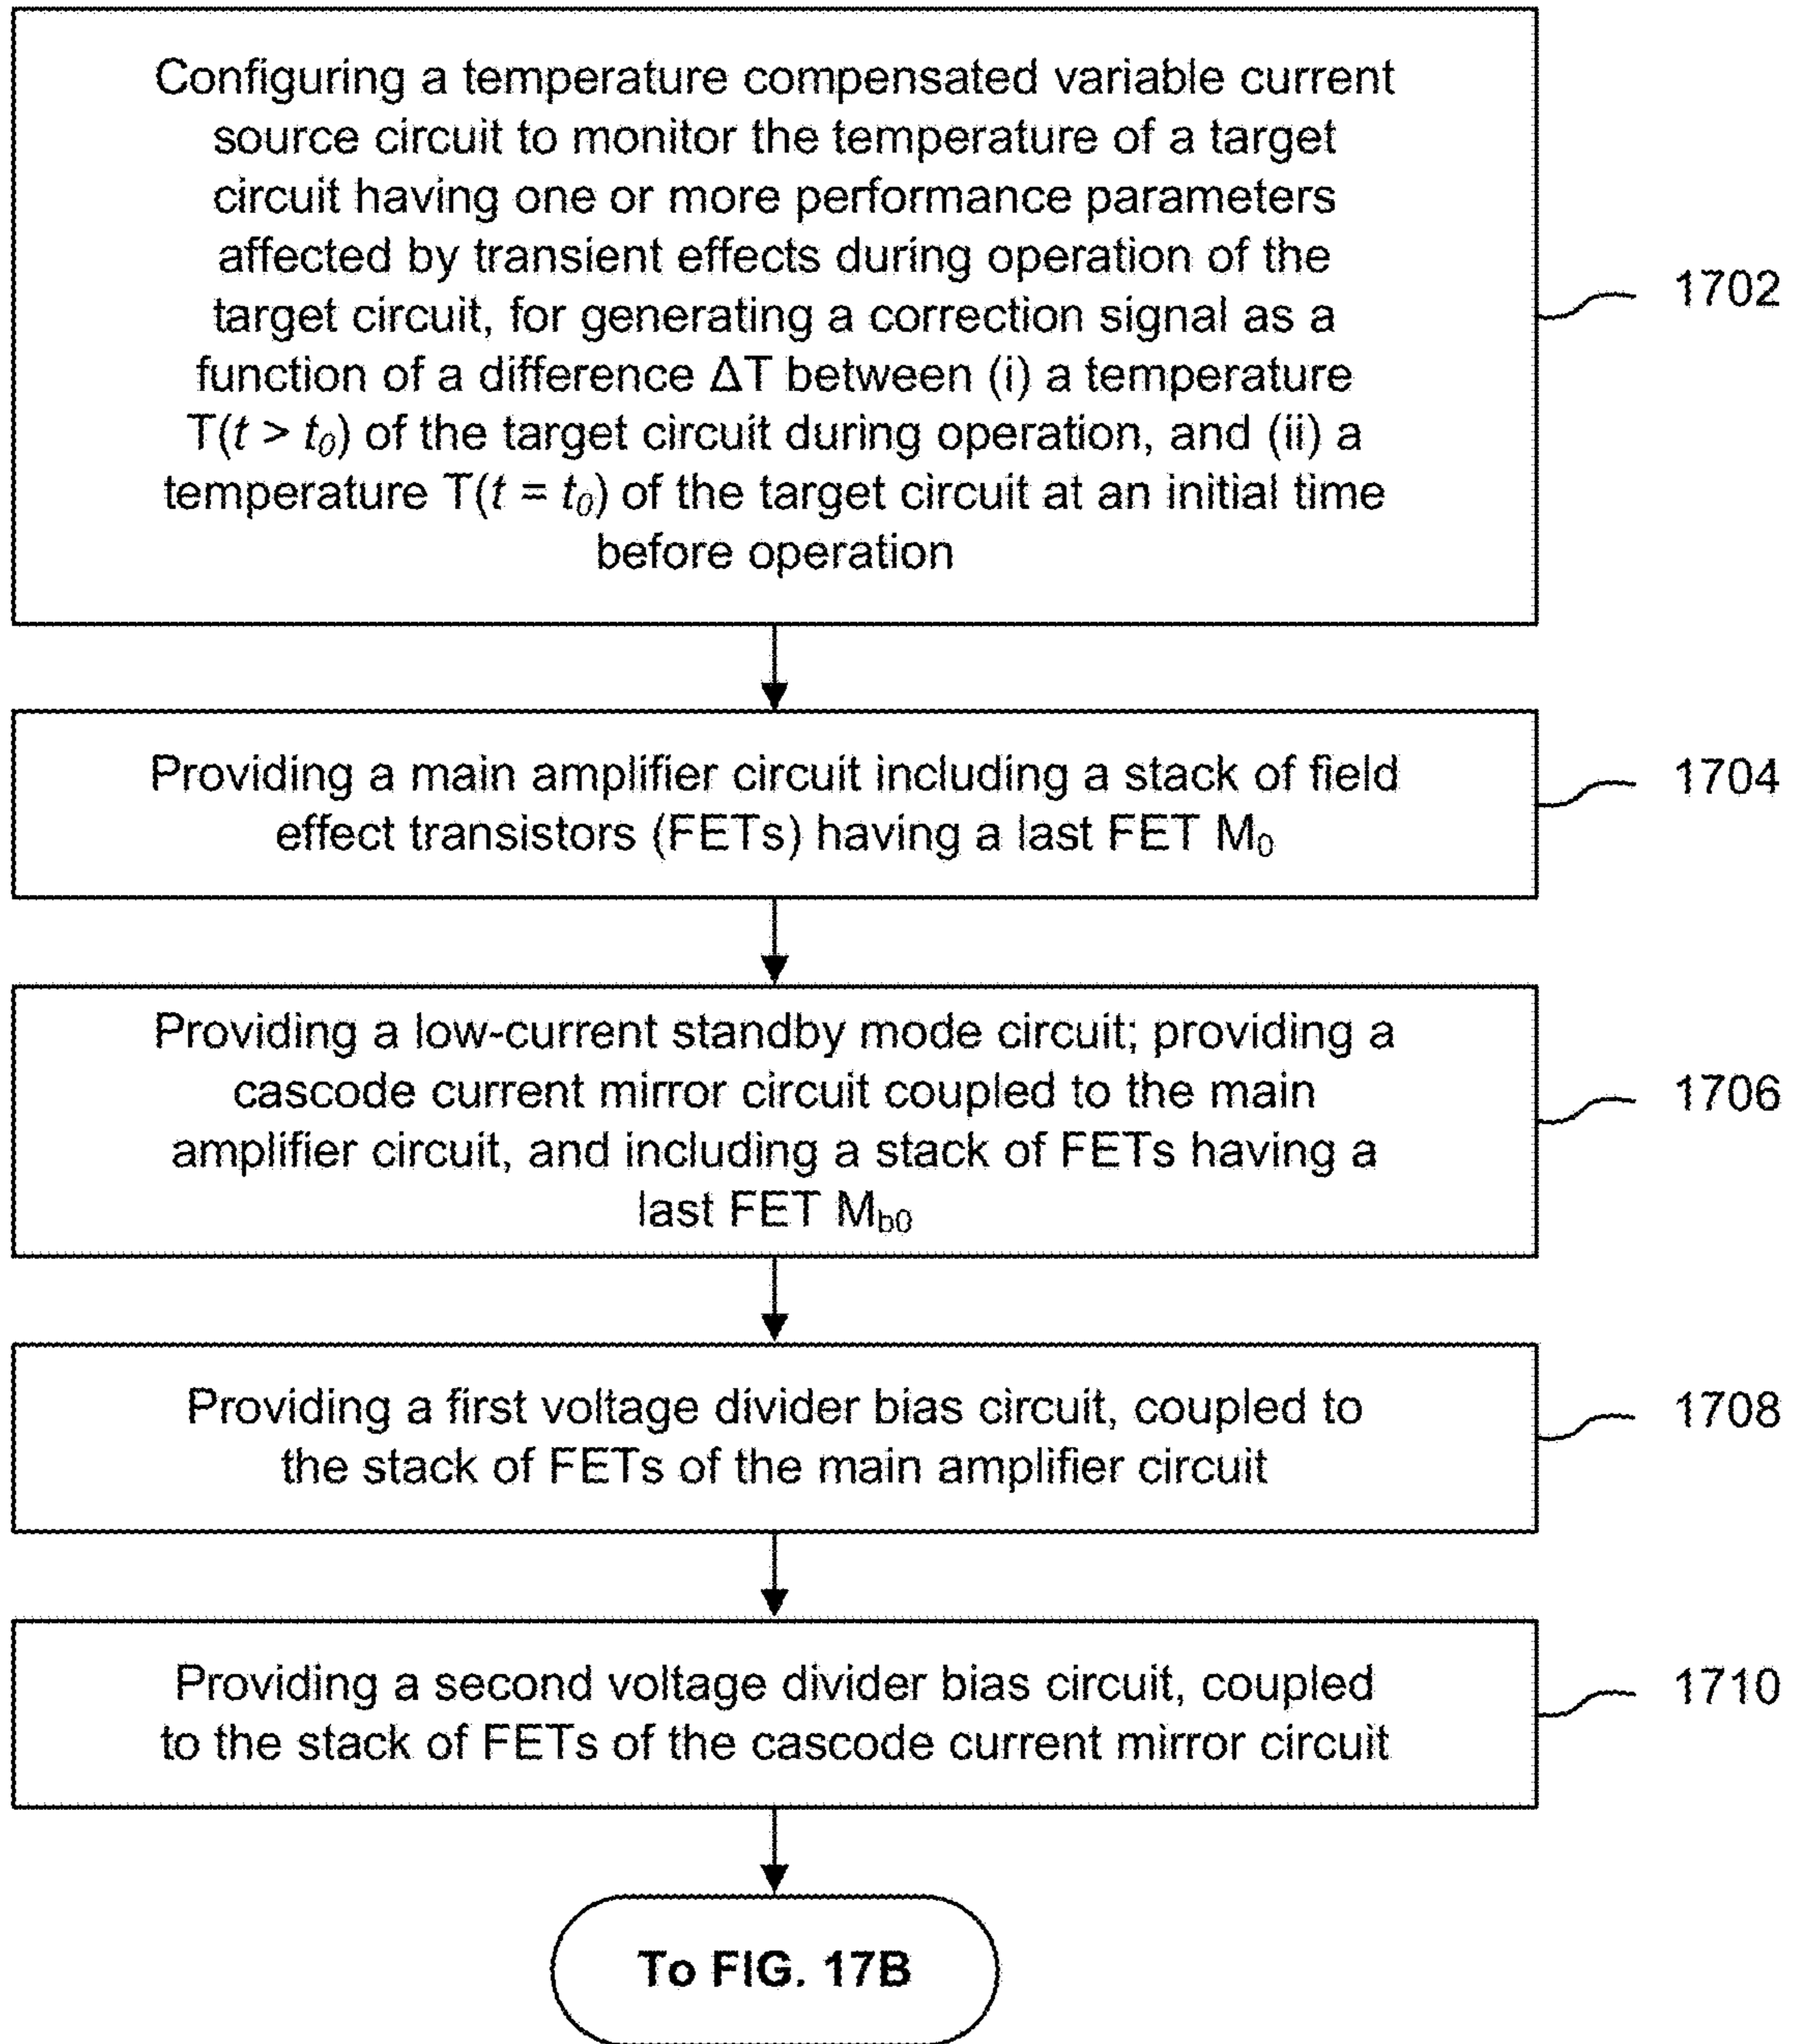 Configuring a temperature compensated variable current
source circuit to monitor the temperature of a target
circuit having one or more performance parameters
affected by transient effects during operation of the
target circuit, for generating a correction signal as a
function of a difference ΔT between (i) a temperature
T(t > t₀) of the target circuit during operation, and (ii) a
temperature T(t = t₀) of the target circuit at an initial time
before operation
1702
Providing a main amplifier circuit including a stack of field
effect transistors (FETs) having a last FET M₀
1704
Providing a low-current standby mode circuit; providing a
cascode current mirror circuit coupled to the main
amplifier circuit, and including a stack of FETs having a
last FET M_b0
1706
Providing a first voltage divider bias circuit, coupled to
the stack of FETs of the main amplifier circuit
1708
Providing a second voltage divider bias circuit, coupled
to the stack of FETs of the cascode current mirror circuit
1710
To FIG. 17B